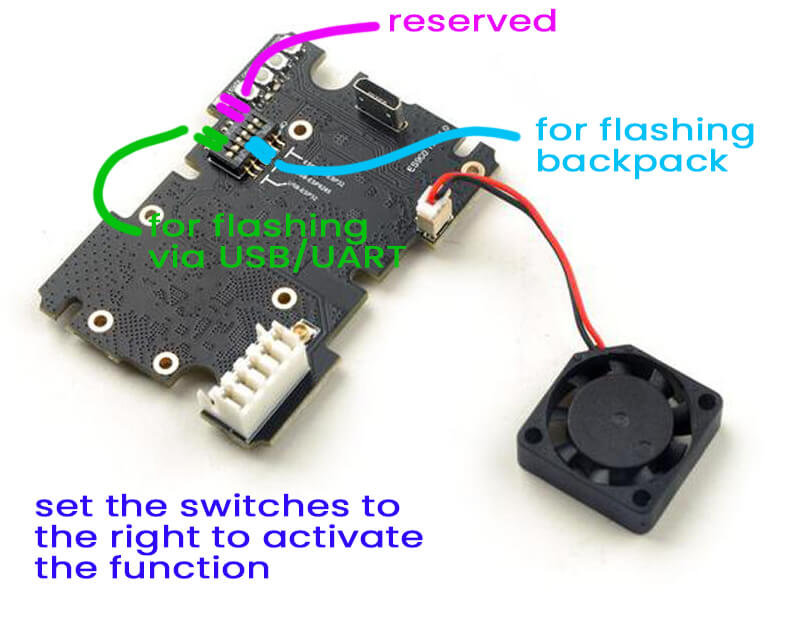 reserved
for flashing
backpack
for flashing
via USB/UART
set the switches to
the right to activate
the function